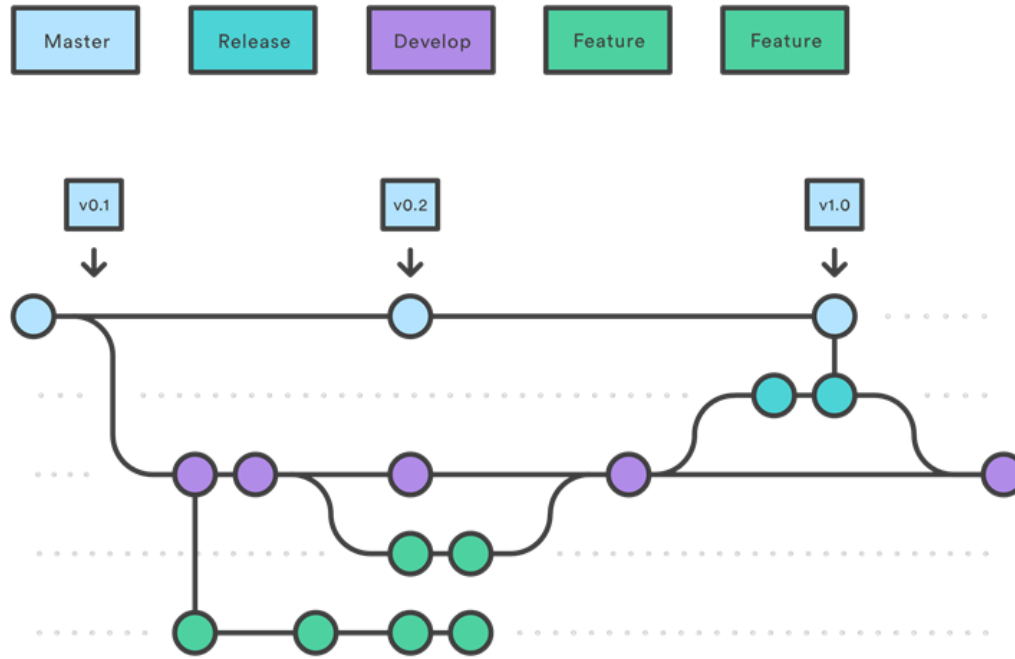 Master
Release
Develop
Feature
Feature
v0.1
v0.2
v1.0